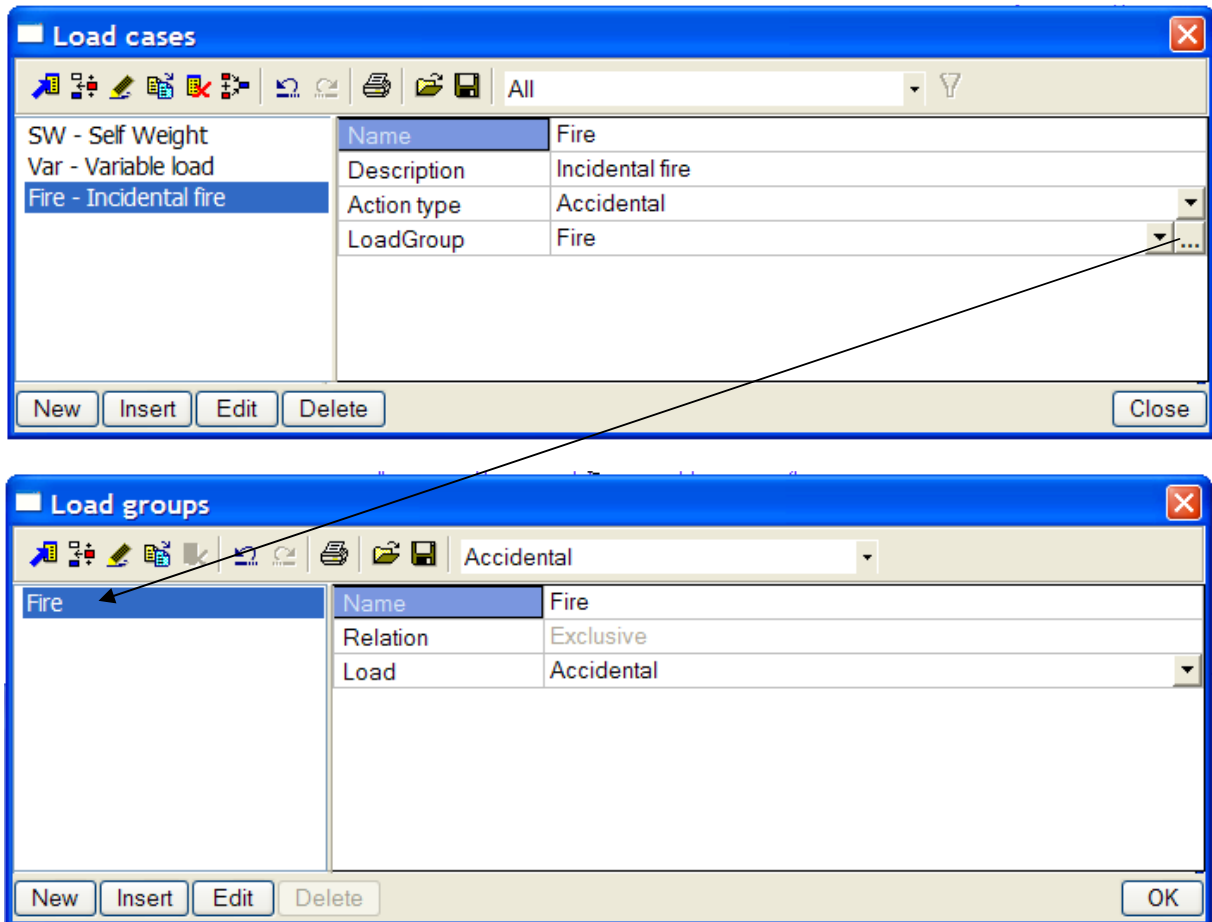 Load cases
All
SW - Self Weight
Var - Variable load
Fire - Incidental fire
Name Fire
Description Incidental fire
Action type Accidental
LoadGroup Fire
...
New Insert Edit Delete Close
Load groups
Accidental
Fire
Name Fire
Relation Exclusive
Load Accidental
New Insert Edit Delete OK